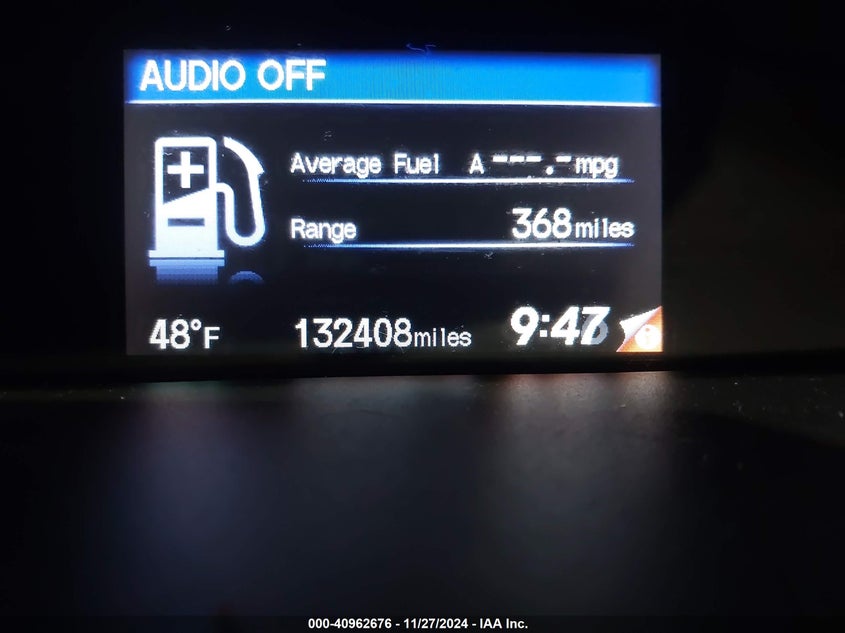 AUDIO OFF
Average Fuel A ---.- mpg
Range 368 miles
48°F 132408 miles 9:47
000-40962676 - 11/27/2024 - IAA Inc.